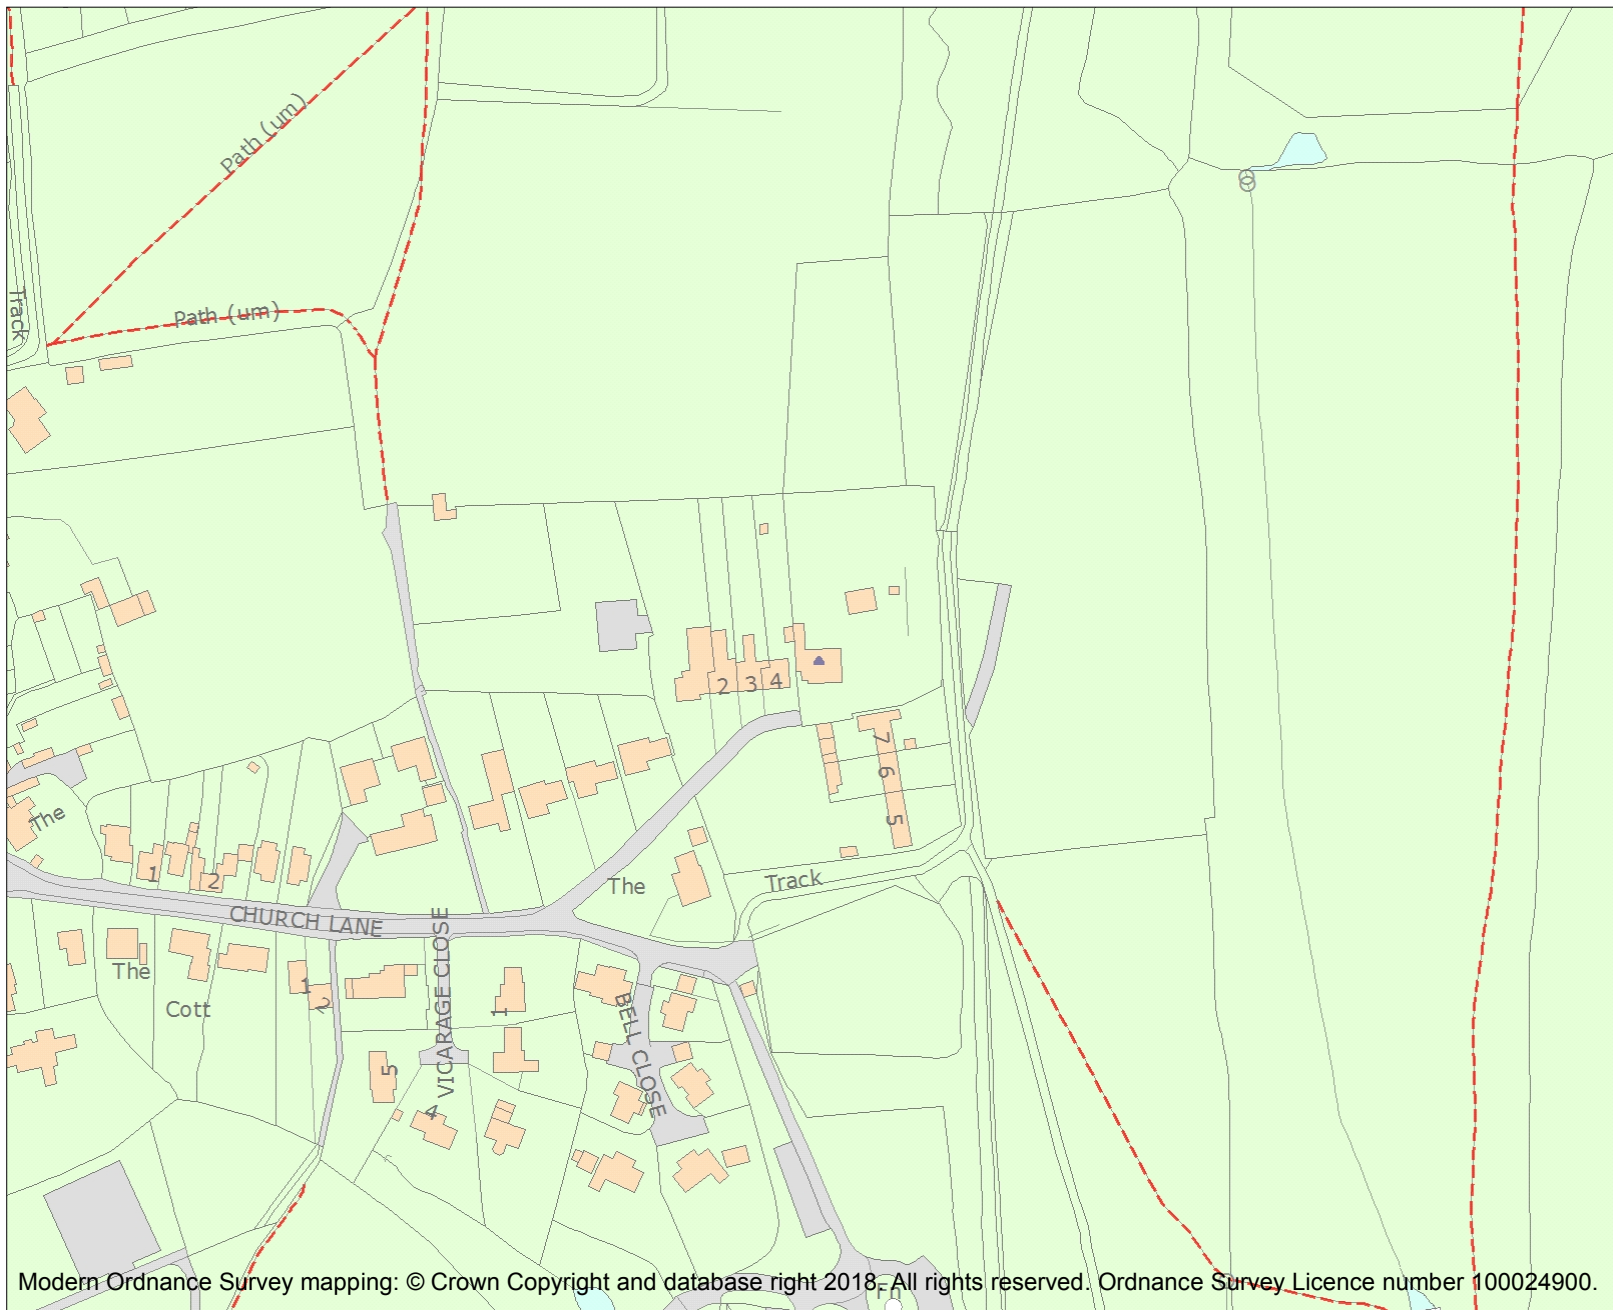 Path (um)
Path (um)
Track
2
3
4
7
6
5
The
1
2
The
Track
CHURCH LANE
VICARAGE CLOSE
The
Cott
1
2
1
BELL CLOSE
5
4
Fn
Modern Ordnance Survey mapping: © Crown Copyright and database right 2018. All rights reserved. Ordnance Survey Licence number 100024900.